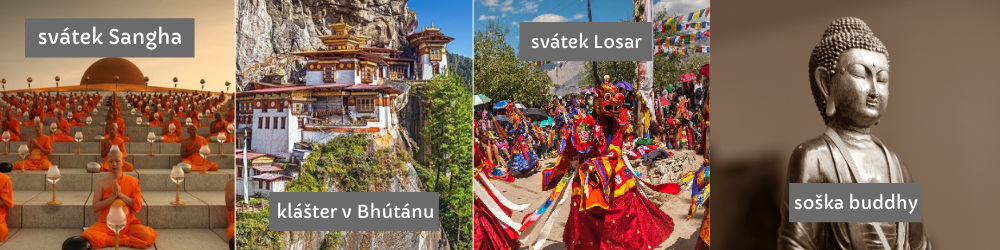 svátek Sangha
klášter v Bhútánu
svátek Losar
soška buddhy